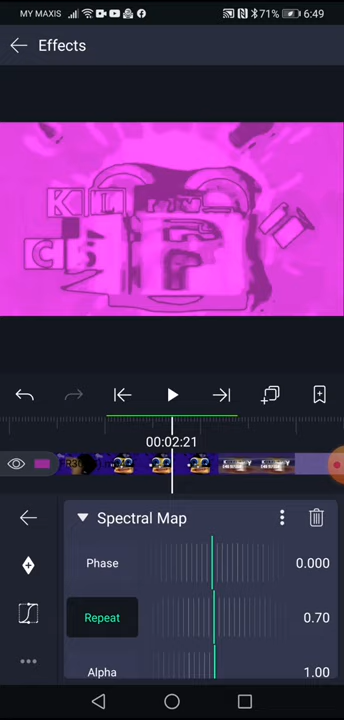 MY MAXIS 71% 6:49
Effects
K L
C
00:02:21
Spectral Map
Phase 0.000
Repeat 0.70
Alpha 1.00